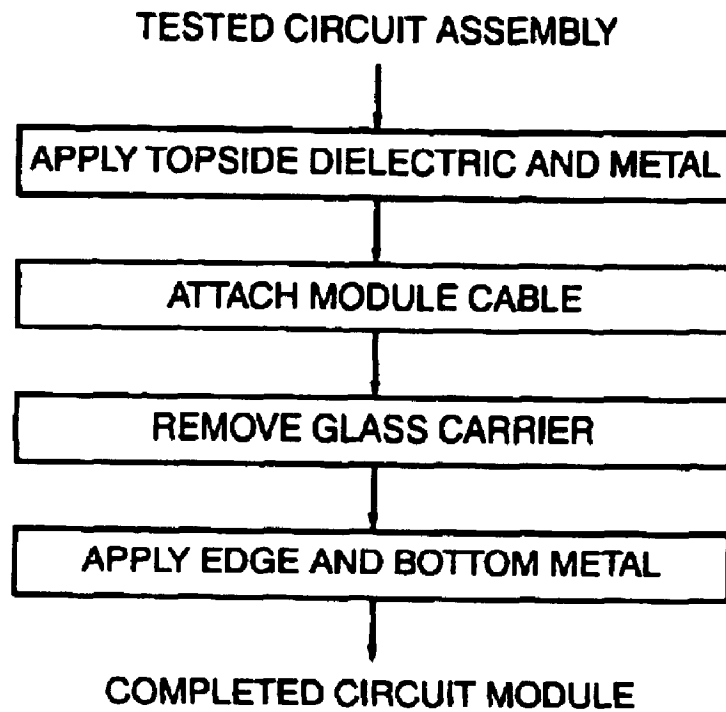 TESTED CIRCUIT ASSEMBLY
APPLY TOPSIDE DIELECTRIC AND METAL
ATTACH MODULE CABLE
REMOVE GLASS CARRIER
APPLY EDGE AND BOTTOM METAL
COMPLETED CIRCUIT MODULE